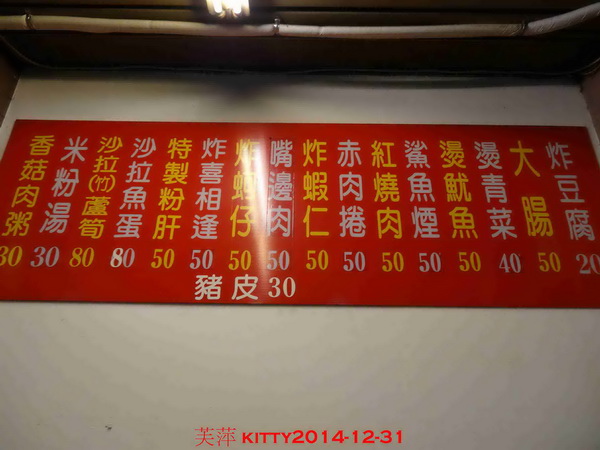 炸豆腐 20
大腸 50
燙青菜 40
燙魷魚 50
鯊魚煙 50
紅燒肉 50
赤肉捲 50
炸蝦仁 50
嘴邊肉 50
炸蚵仔 50
炸喜相逢 50
特製粉肝 50
沙拉魚蛋 80
沙拉(竹)蘆筍 80
米粉湯 30
香菇肉粥 30
豬皮30
芙萍 KITTY2014-12-31